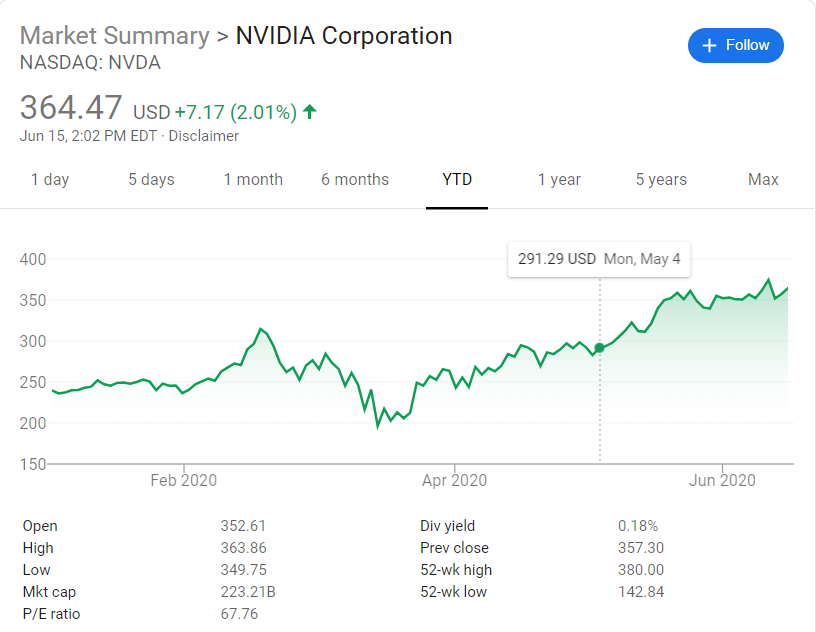 Market Summary > NVIDIA Corporation
NASDAQ: NVDA
+ Follow
364.47 USD +7.17 (2.01%) ↑
Jun 15, 2:02 PM EDT · Disclaimer
1 day 5 days 1 month 6 months YTD 1 year 5 years Max
291.29 USD Mon, May 4
400
350
300
250
200
150
Feb 2020 Apr 2020 Jun 2020
Open 352.61 Div yield 0.18%
High 363.86 Prev close 357.30
Low 349.75 52-wk high 380.00
Mkt cap 223.21B 52-wk low 142.84
P/E ratio 67.76